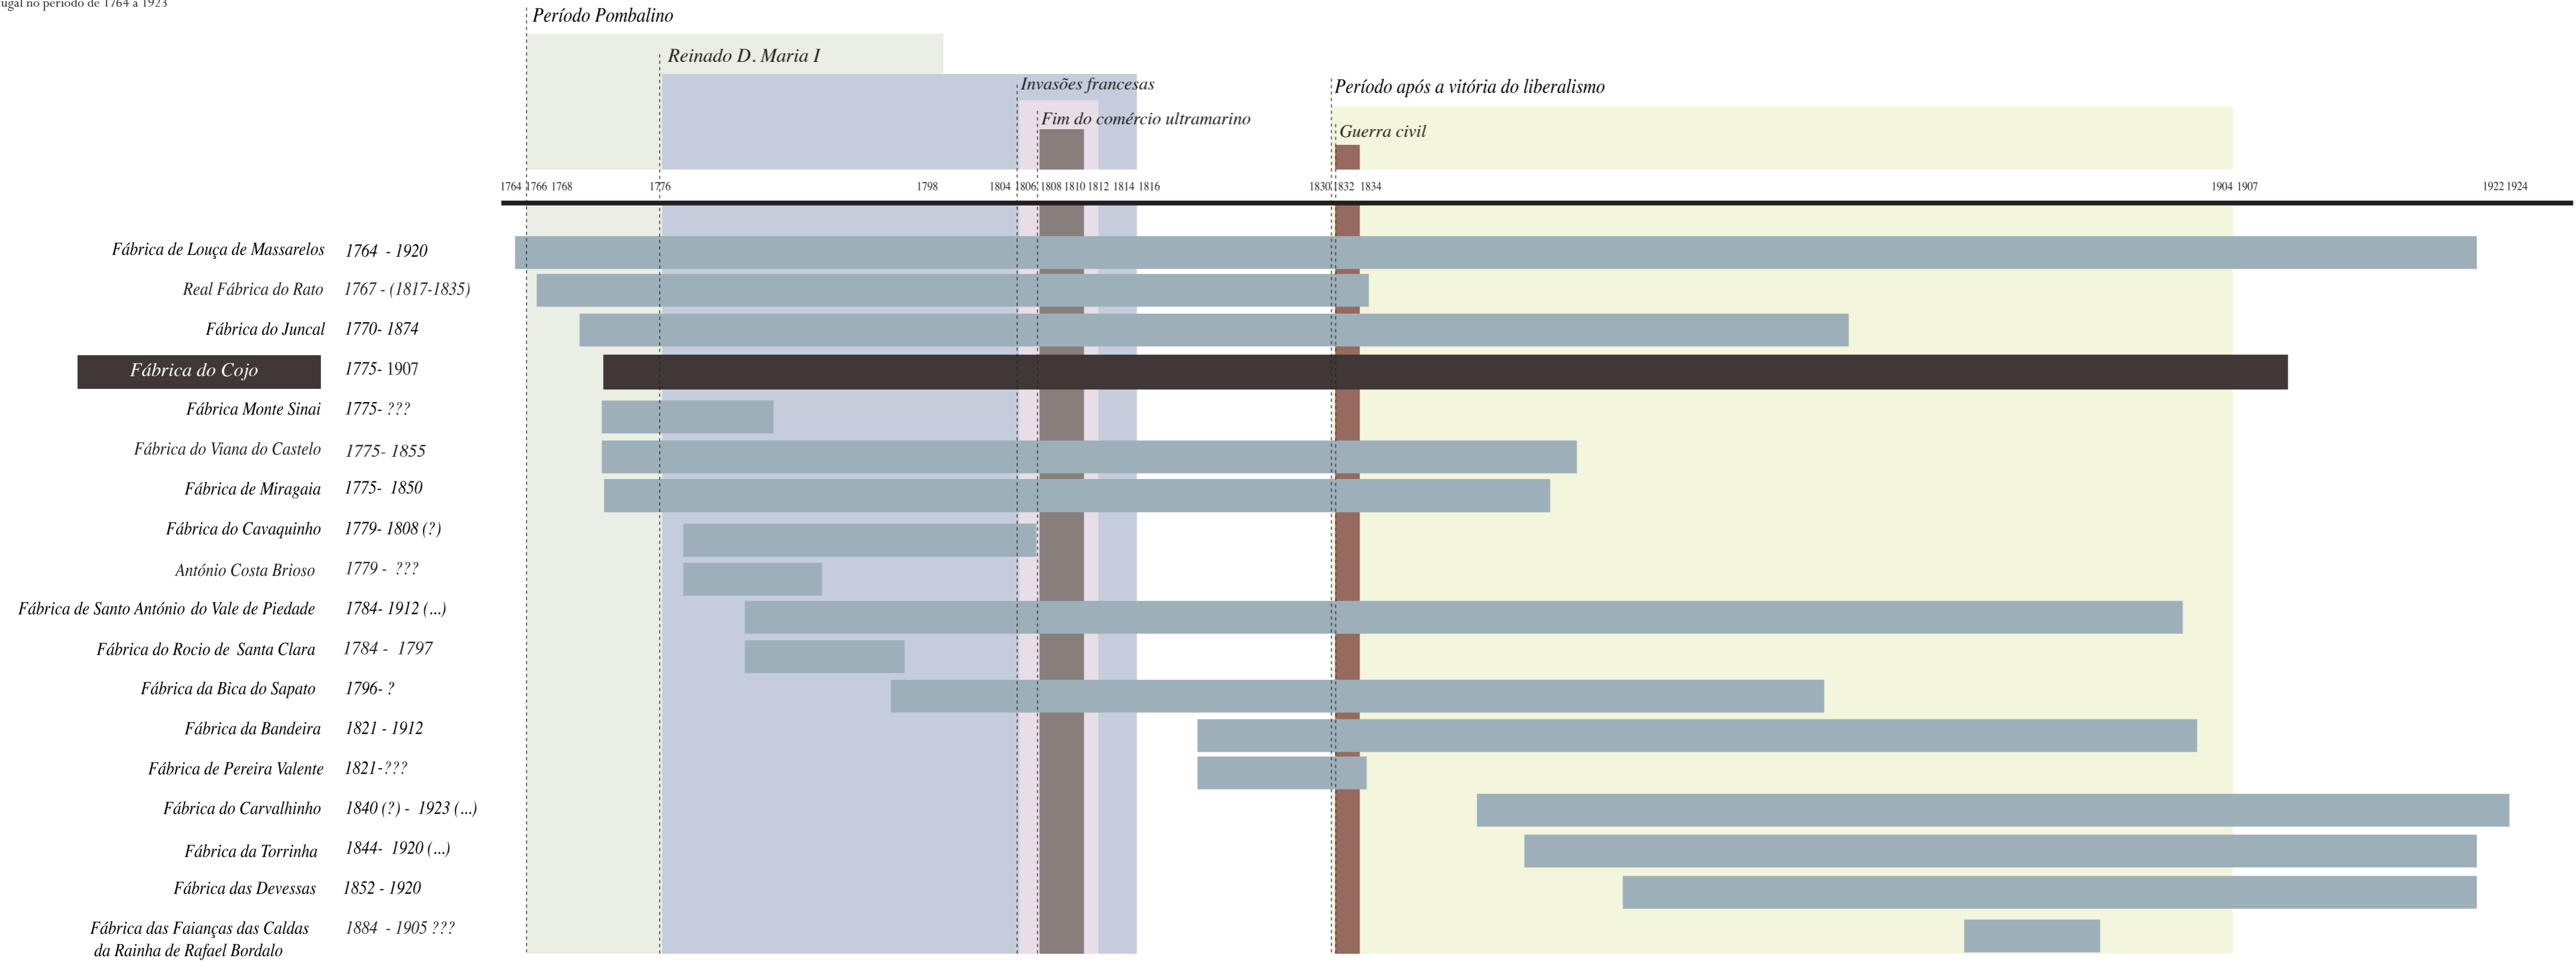 ugal no período de 1764 a 1923
Período Pombalino
Reinado D. Maria I
Invasões francesas
Período após a vitória do liberalismo
Fim do comércio ultramarino
Guerra civil
1764 1766 1768 1776 1798 1804 1806 1808 1810 1812 1814 1816 1830 1832 1834 1904 1907 1922 1924
Fábrica de Louça de Massarelos 1764 - 1920
Real Fábrica do Rato 1767 - (1817-1835)
Fábrica do Juncal 1770- 1874
Fábrica do Cojo 1775- 1907
Fábrica Monte Sinai 1775- ???
Fábrica do Viana do Castelo 1775- 1855
Fábrica de Miragaia 1775- 1850
Fábrica do Cavaquinho 1779- 1808 (?)
António Costa Brioso 1779 - ???
Fábrica de Santo António do Vale de Piedade 1784- 1912 (...)
Fábrica do Rocio de Santa Clara 1784 - 1797
Fábrica da Bica do Sapato 1796- ?
Fábrica da Bandeira 1821 - 1912
Fábrica de Pereira Valente 1821-???
Fábrica do Carvalhinho 1840 (?) - 1923 (...)
Fábrica da Torrinha 1844- 1920 (...)
Fábrica das Devessas 1852 - 1920
Fábrica das Faianças das Caldas 1884 - 1905 ???
da Rainha de Rafael Bordalo